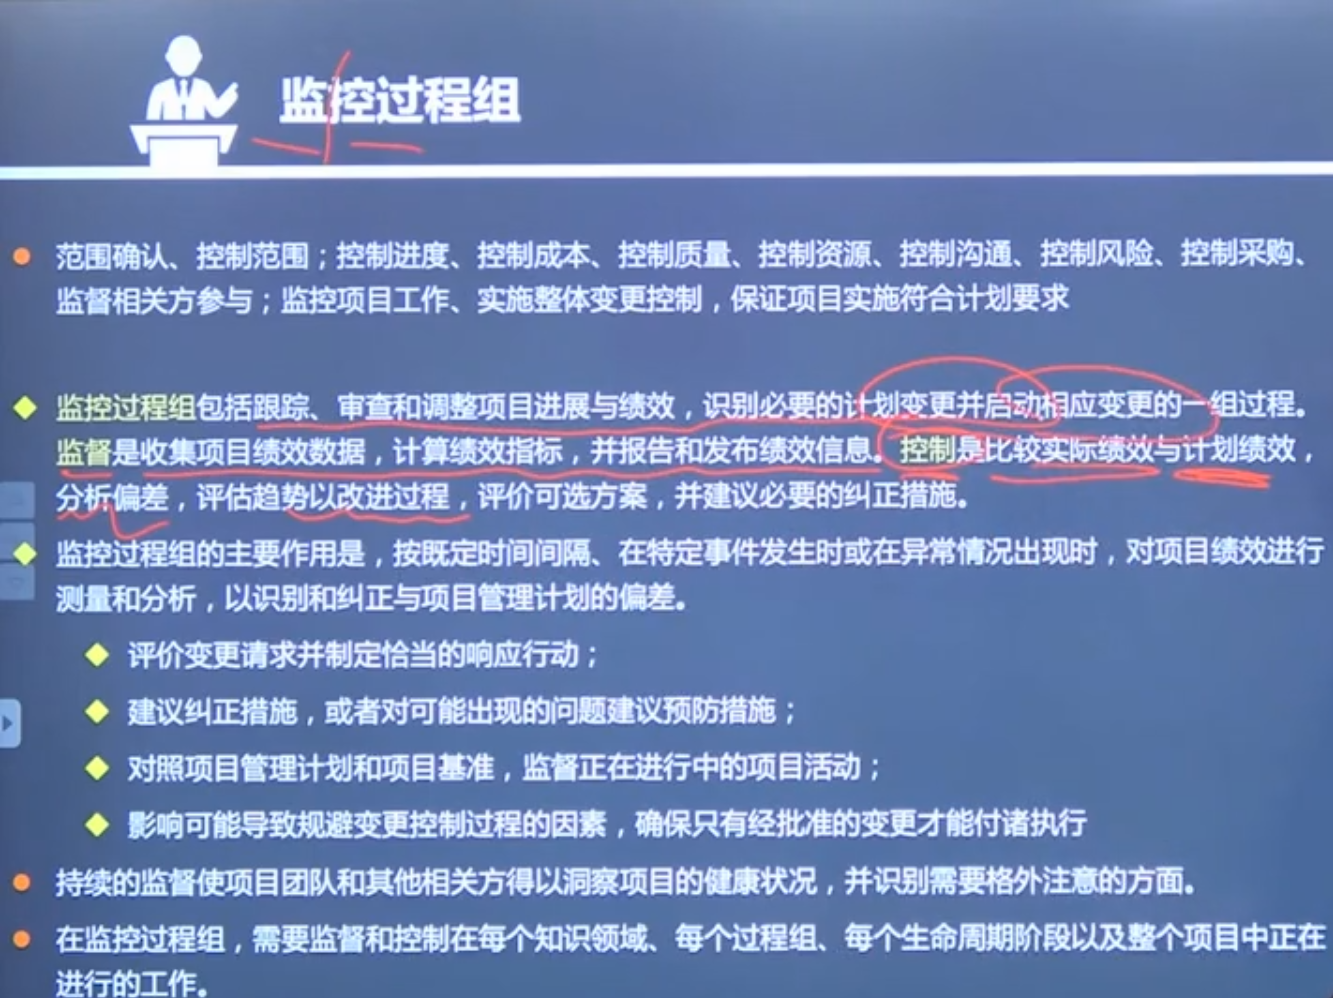 监控过程组
范围确认、控制范围；控制进度、控制成本、控制质量、控制资源、控制沟通、控制风险、控制采购、
监督相关方参与；监控项目工作、实施整体变更控制，保证项目实施符合计划要求
监控过程组包括跟踪、审查和调整项目进展与绩效，识别必要的计划变更并启动相应变更的一组过程。
监督是收集项目绩效数据，计算绩效指标，并报告和发布绩效信息。控制是比较实际绩效与计划绩效，
分析偏差，评估趋势以改进过程，评价可选方案，并建议必要的纠正措施。
监控过程组的主要作用是，按既定时间间隔、在特定事件发生时或在异常情况出现时，对项目绩效进行
测量和分析，以识别和纠正与项目管理计划的偏差。
评价变更请求并制定恰当的响应行动；
建议纠正措施，或者对可能出现的问题建议预防措施；
对照项目管理计划和项目基准，监督正在进行中的项目活动；
影响可能导致规避变更控制过程的因素，确保只有经批准的变更才能付诸执行
持续的监督使项目团队和其他相关方得以洞察项目的健康状况，并识别需要格外注意的方面。
在监控过程组，需要监督和控制在每个知识领域、每个过程组、每个生命周期阶段以及整个项目中正在
进行的工作。